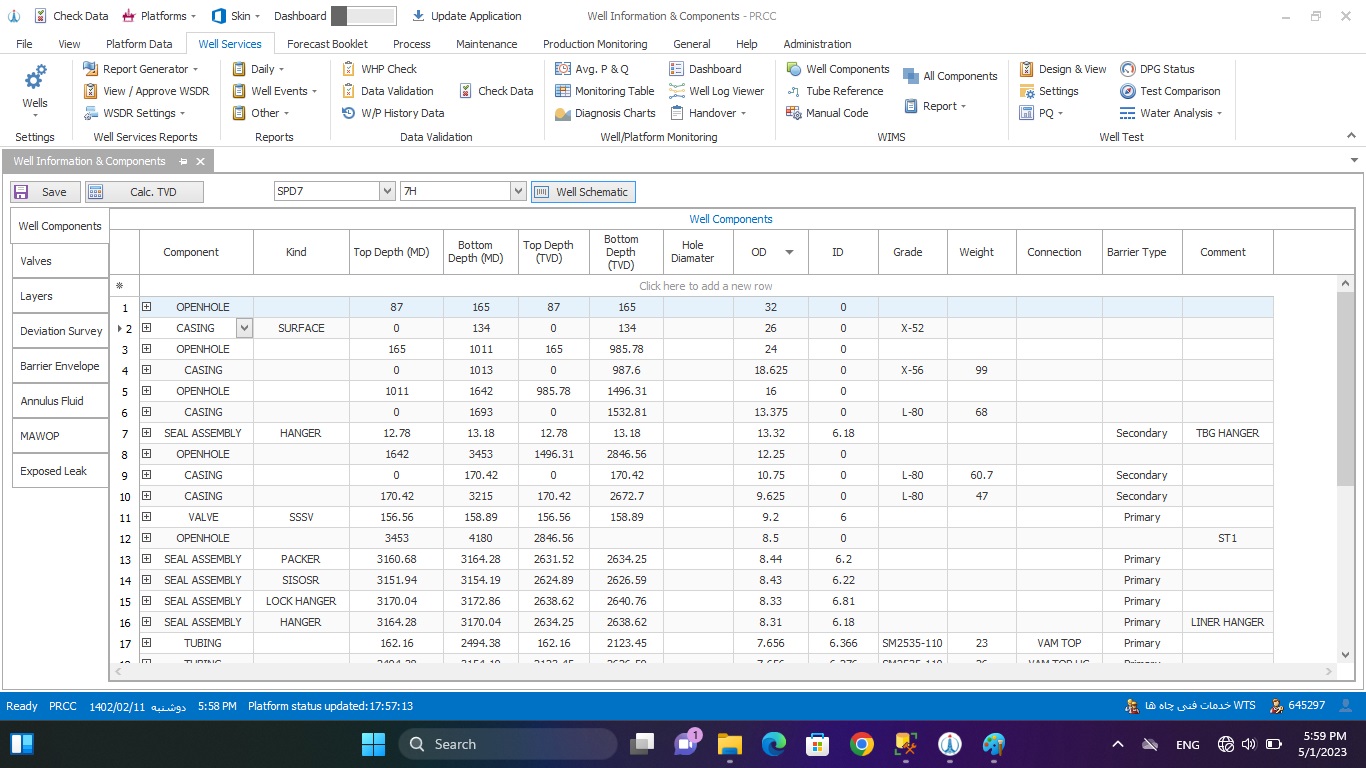 Check Data Platforms Skin Dashboard Update Application Well Information & Components - PRCC
File View Platform Data Well Services Forecast Booklet Process Maintenance Production Monitoring General Help Administration
Report Generator Daily WHP Check Avg. P & Q Dashboard Well Components All Components Design & View DPG Status
Wells View / Approve WSDR Well Events Data Validation Check Data Monitoring Table Well Log Viewer Tube Reference Settings Test Comparison
WSDR Settings Other W/P History Data Diagnosis Charts Handover Manual Code Report PQ Water Analysis
Settings Well Services Reports Reports Data Validation Well/Platform Monitoring WIMS Well Test
Well Information & Components
Save Calc. TVD SPD7 7H Well Schematic
Well Components
Valves
Layers
Deviation Survey
Barrier Envelope
Annulus Fluid
MAWOP
Exposed Leak
Well Components
Component Kind Top Depth (MD) Bottom Depth (MD) Top Depth (TVD) Bottom Depth (TVD) Hole Diamater OD ID Grade Weight Connection Barrier Type Comment
Click here to add a new row
1 OPENHOLE 87 165 87 165 32 0
2 CASING SURFACE 0 134 0 134 26 0 X-52
3 OPENHOLE 165 1011 165 985.78 24 0
4 CASING 0 1013 0 987.6 18.625 0 X-56 99
5 OPENHOLE 1011 1642 985.78 1496.31 16 0
6 CASING 0 1693 0 1532.81 13.375 0 L-80 68
7 SEAL ASSEMBLY HANGER 12.78 13.18 12.78 13.18 13.32 6.18 Secondary TBG HANGER
8 OPENHOLE 1642 3453 1496.31 2846.56 12.25 0
9 CASING 0 170.42 0 170.42 10.75 0 L-80 60.7 Secondary
10 CASING 170.42 3215 170.42 2672.7 9.625 0 L-80 47 Secondary
11 VALVE SSSV 156.56 158.89 156.56 158.89 9.2 6 Primary
12 OPENHOLE 3453 4180 2846.56 8.5 0 ST1
13 SEAL ASSEMBLY PACKER 3160.68 3164.28 2631.52 2634.25 8.44 6.2 Primary
14 SEAL ASSEMBLY SISOSR 3151.94 3154.19 2624.89 2626.59 8.43 6.22 Primary
15 SEAL ASSEMBLY LOCK HANGER 3170.04 3172.86 2638.62 2640.76 8.33 6.81 Primary
16 SEAL ASSEMBLY HANGER 3164.28 3170.04 2634.25 2638.62 8.31 6.18 Primary LINER HANGER
17 TUBING 162.16 2494.38 162.16 2123.45 7.656 6.366 SM2535-110 23 VAM TOP Primary
Ready PRCC 1402/02/11 دوشنبه 5:58 PM Platform status updated:17:57:13 خدمات فنی چاه ها WTS 645297
Search 1 ENG 5:59 PM
5/1/2023